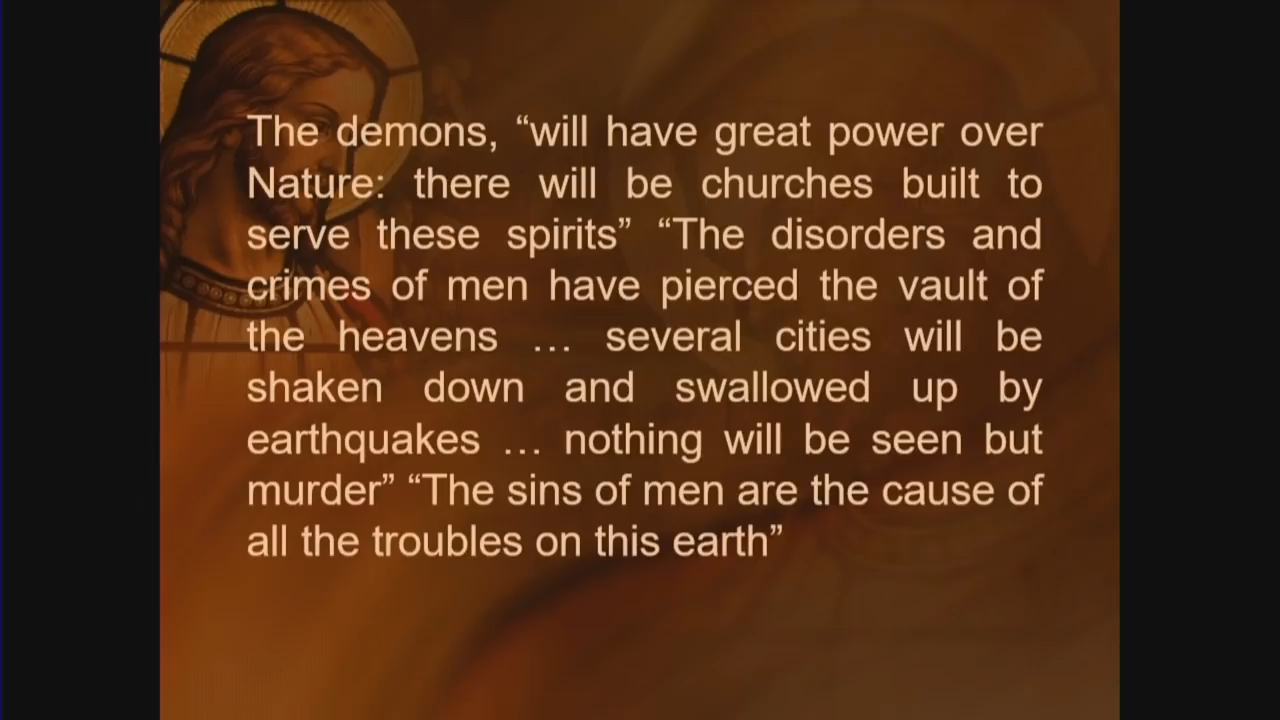 The demons, “will have great power over
Nature: there will be churches built to
serve these spirits” “The disorders and
crimes of men have pierced the vault of
the heavens … several cities will be
shaken down and swallowed up by
earthquakes … nothing will be seen but
murder” “The sins of men are the cause of
all the troubles on this earth”